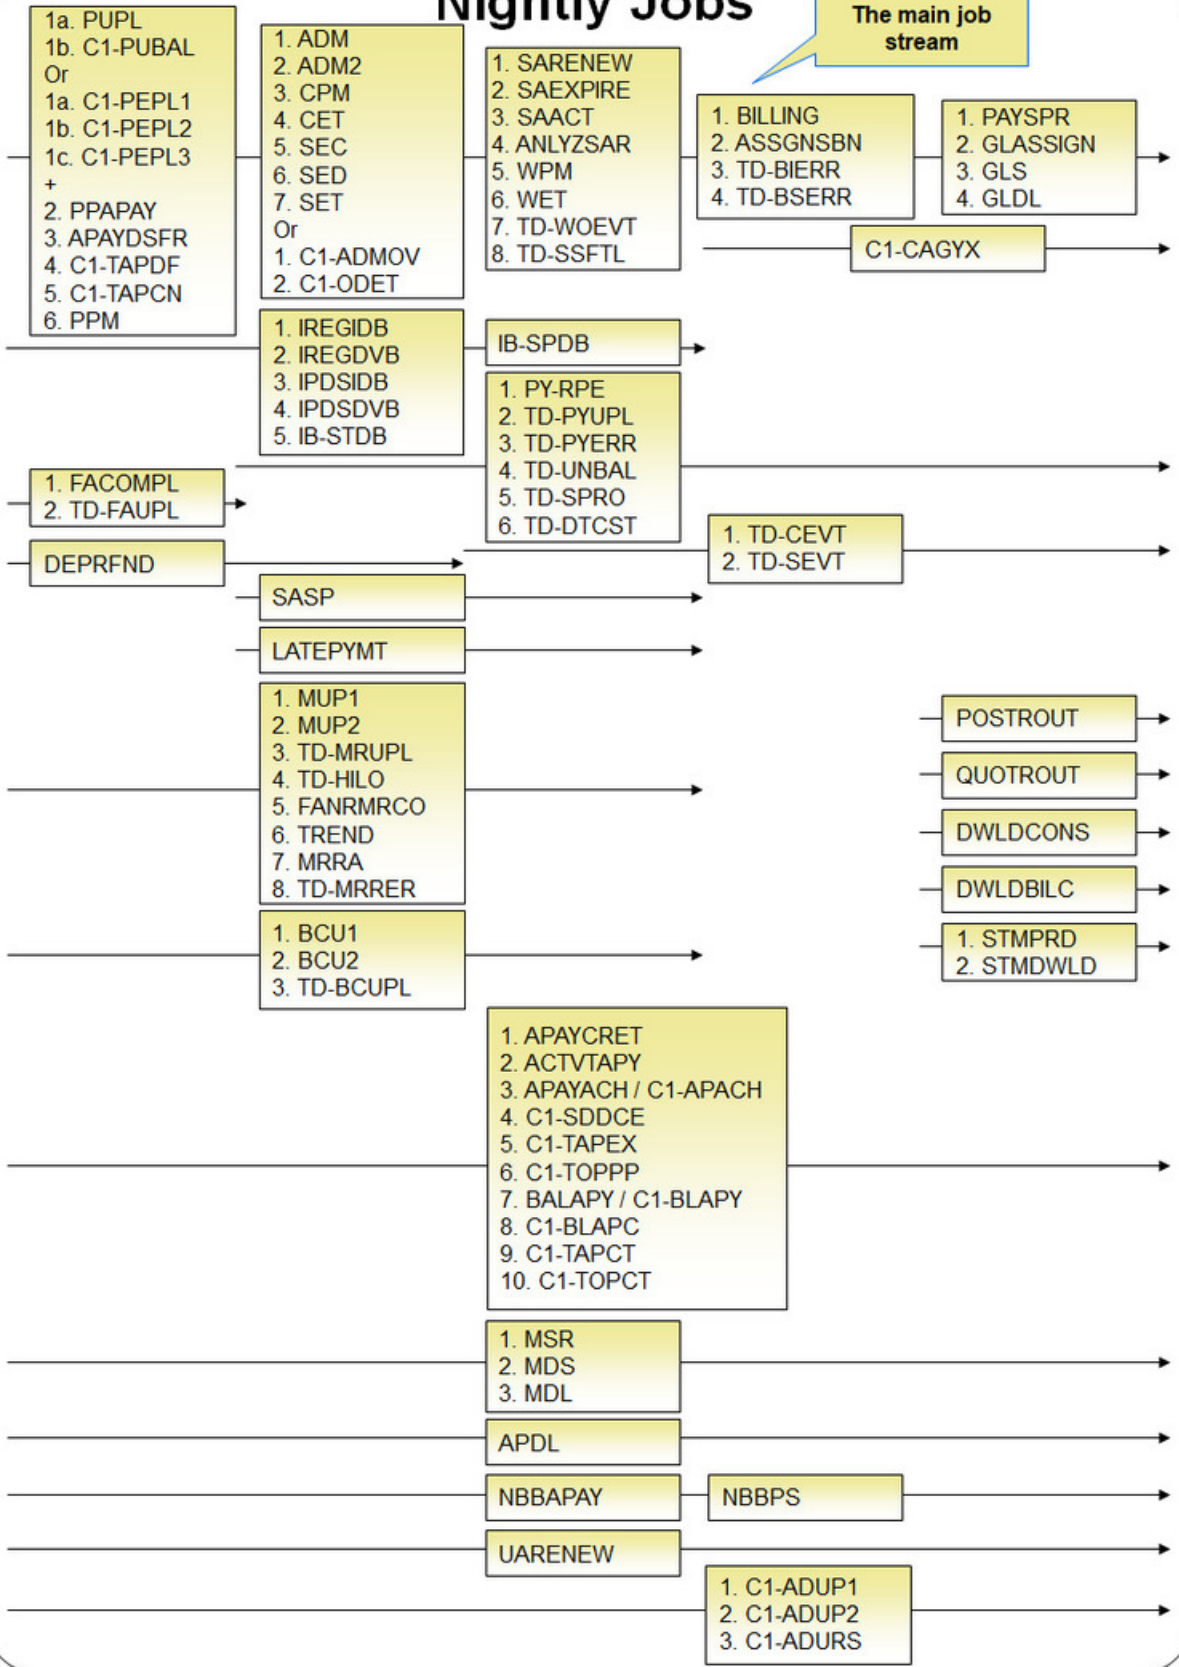 Nightly Jobs
The main job
stream
1a. PUPL
1b. C1-PUBAL
Or
1a. C1-PEPL1
1b. C1-PEPL2
1c. C1-PEPL3
+
2. PPAPAY
3. APAYDSFR
4. C1-TAPDF
5. C1-TAPCN
6. PPM
1. ADM
2. ADM2
3. CPM
4. CET
5. SEC
6. SED
7. SET
Or
1. C1-ADMOV
2. C1-ODET
1. SARENEW
2. SAEXPIRE
3. SAACT
4. ANLYZSAR
5. WPM
6. WET
7. TD-WOEVT
8. TD-SSFTL
1. BILLING
2. ASSGNSBN
3. TD-BIERR
4. TD-BSERR
1. PAYSPR
2. GLASSIGN
3. GLS
4. GLDL
C1-CAGYX
1. IREGIDB
2. IREGDVB
3. IPDSIDB
4. IPDSDVB
5. IB-STDB
IB-SPDB
1. PY-RPE
2. TD-PYUPL
3. TD-PYERR
4. TD-UNBAL
5. TD-SPRO
6. TD-DTCST
1. FACOMPL
2. TD-FAUPL
DEPRFND
1. TD-CEVT
2. TD-SEVT
SASP
LATEPYMT
1. MUP1
2. MUP2
3. TD-MRUPL
4. TD-HILO
5. FANRMRCO
6. TREND
7. MRRA
8. TD-MRRER
POSTROUT
QUOTROUT
DWLDCONS
DWLDBILC
1. STMPRD
2. STMDWLD
1. BCU1
2. BCU2
3. TD-BCUPL
1. APAYCRET
2. ACTVTAPY
3. APAYACH / C1-APACH
4. C1-SDDCE
5. C1-TAPEX
6. C1-TOPPP
7. BALAPY / C1-BLAPY
8. C1-BLAPC
9. C1-TAPCT
10. C1-TOPCT
1. MSR
2. MDS
3. MDL
APDL
NBBAPAY
NBBPS
UARENEW
1. C1-ADUP1
2. C1-ADUP2
3. C1-ADURS